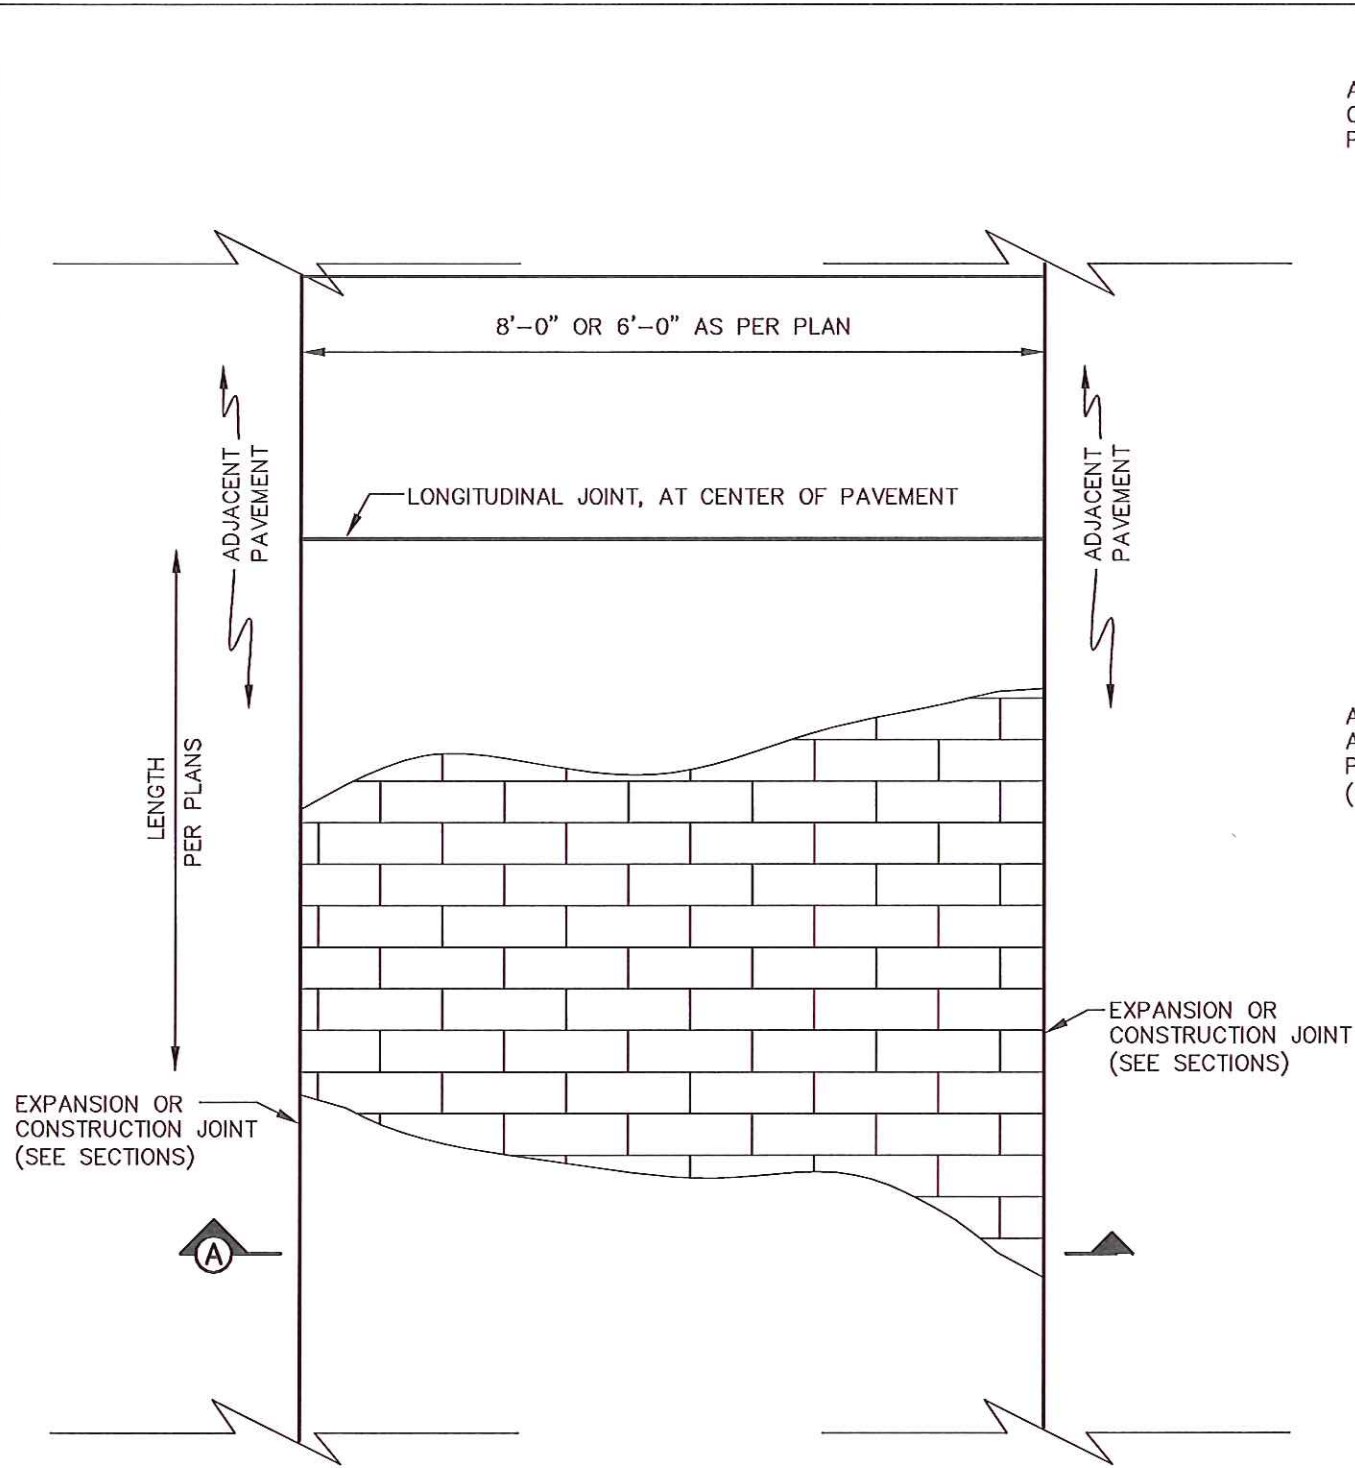 8'-0" OR 6'-0" AS PER PLAN
ADJACENT
PAVEMENT
ADJACENT
PAVEMENT
LONGITUDINAL JOINT, AT CENTER OF PAVEMENT
LENGTH
PER PLANS
EXPANSION OR
CONSTRUCTION JOINT
(SEE SECTIONS)
EXPANSION OR
CONSTRUCTION JOINT
(SEE SECTIONS)
A